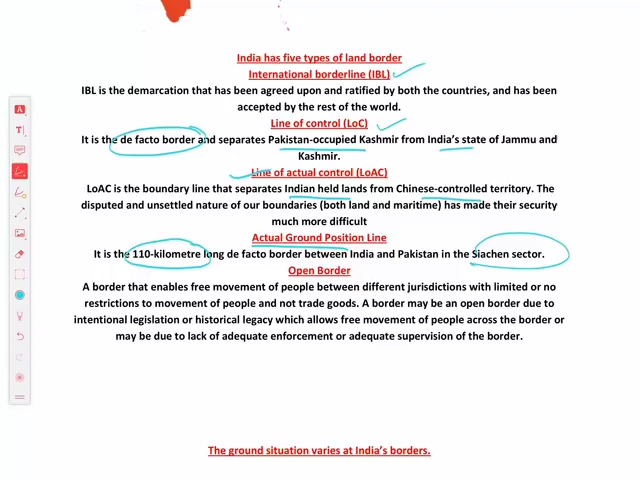 India has five types of land border
International borderline (IBL)
IBL is the demarcation that has been agreed upon and ratified by both the countries, and has been
accepted by the rest of the world.
Line of control (LoC)
It is the de facto border and separates Pakistan-occupied Kashmir from India's state of Jammu and
Kashmir.
Line of actual control (LoAC)
LoAC is the boundary line that separates Indian held lands from Chinese-controlled territory. The
disputed and unsettled nature of our boundaries (both land and maritime) has made their security
much more difficult
Actual Ground Position Line
It is the 110-kilometre long de facto border between India and Pakistan in the Siachen sector.
Open Border
A border that enables free movement of people between different jurisdictions with limited or no
restrictions to movement of people and not trade goods. A border may be an open border due to
intentional legislation or historical legacy which allows free movement of people across the border or
may be due to lack of adequate enforcement or adequate supervision of the border.
The ground situation varies at India's borders.